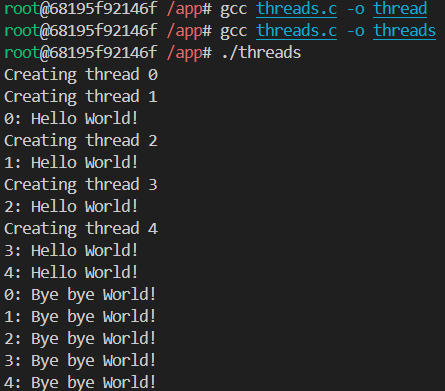 root@68195f92146f /app# gcc threads.c -o thread
root@68195f92146f /app# gcc threads.c -o threads
root@68195f92146f /app# ./threads
Creating thread 0
Creating thread 1
0: Hello World!
Creating thread 2
1: Hello World!
Creating thread 3
2: Hello World!
Creating thread 4
3: Hello World!
4: Hello World!
0: Bye bye World!
1: Bye bye World!
2: Bye bye World!
3: Bye bye World!
4: Bye bye World!